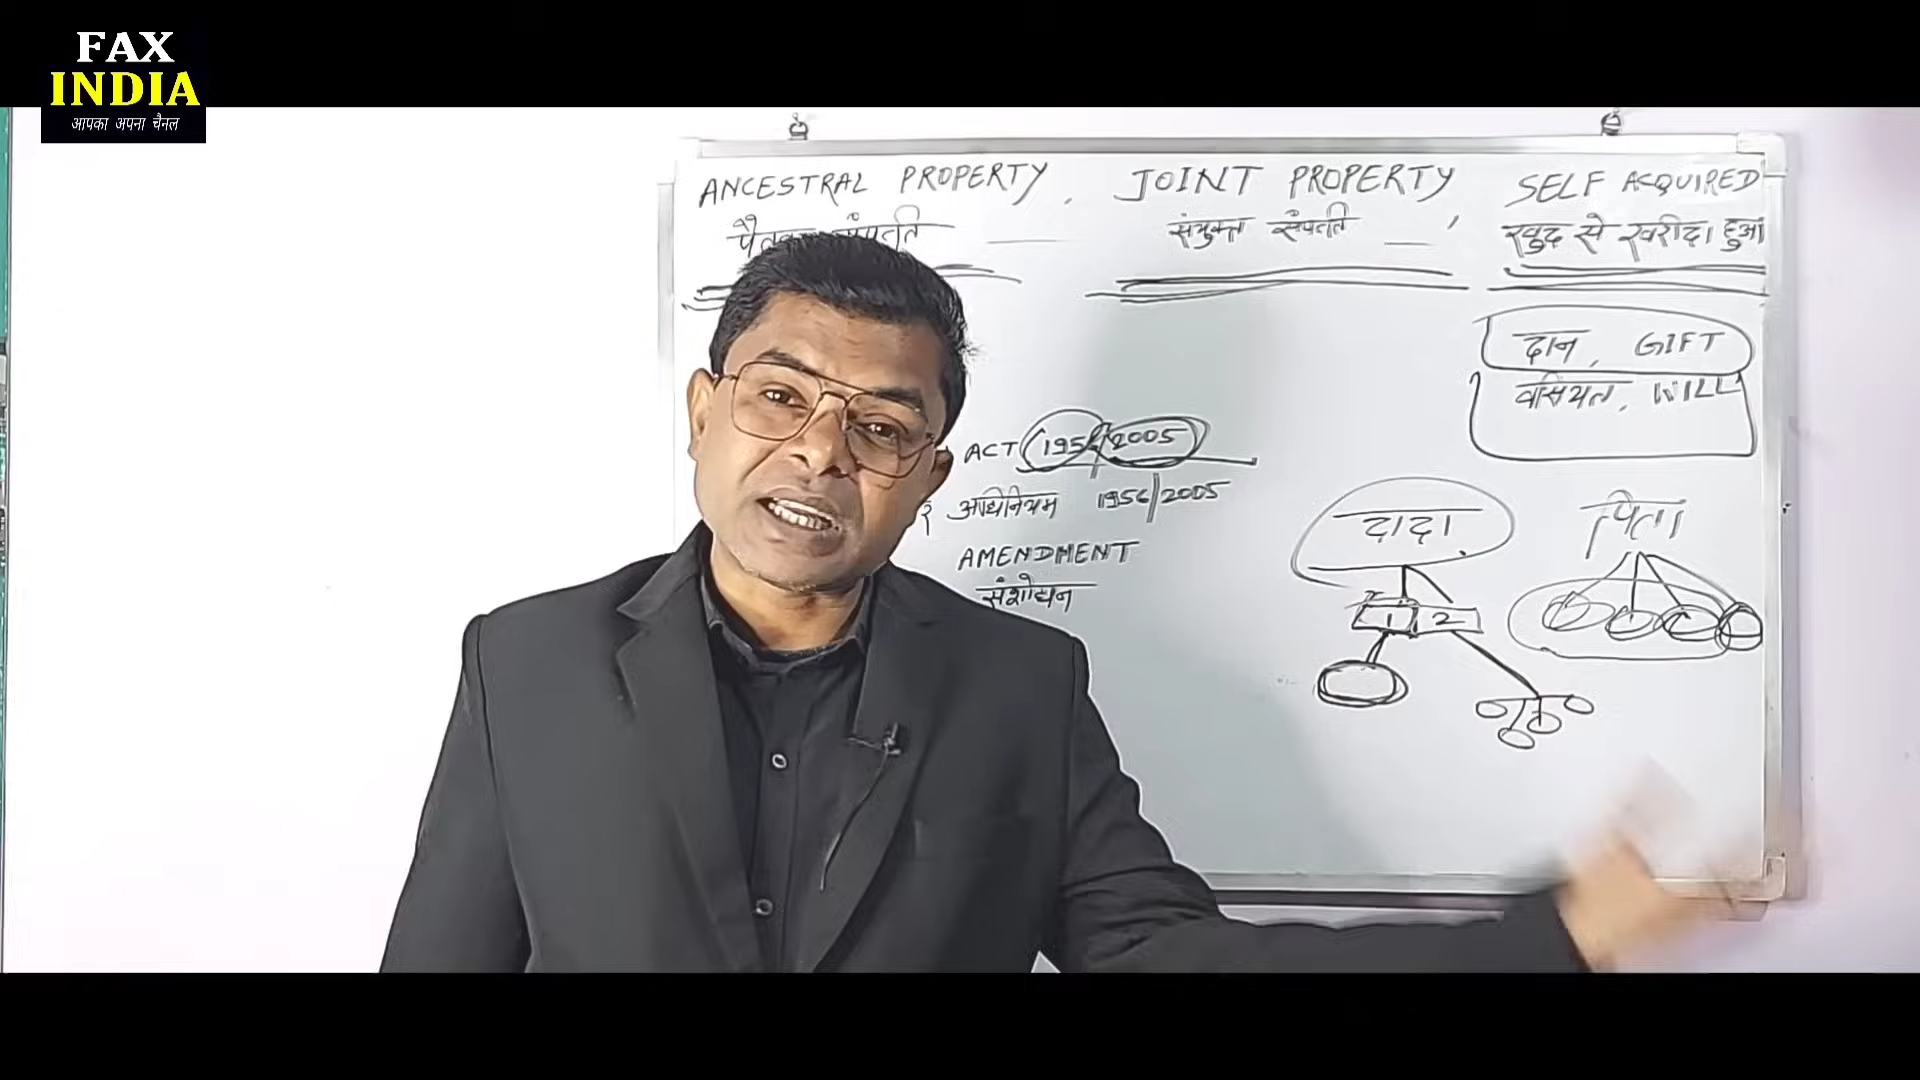 FAX
INDIA
आपका अपना चैनल
ANCESTRAL PROPERTY, JOINT PROPERTY, SELF ACQUIRED
संयुक्त संपत्ती खुद से खरीदा हुआ
दान, GIFT
वसियत, WILL
ACT 2005
अधिनियम 1956/2005
AMENDMENT
संशोधन
दादा पिता
1 2